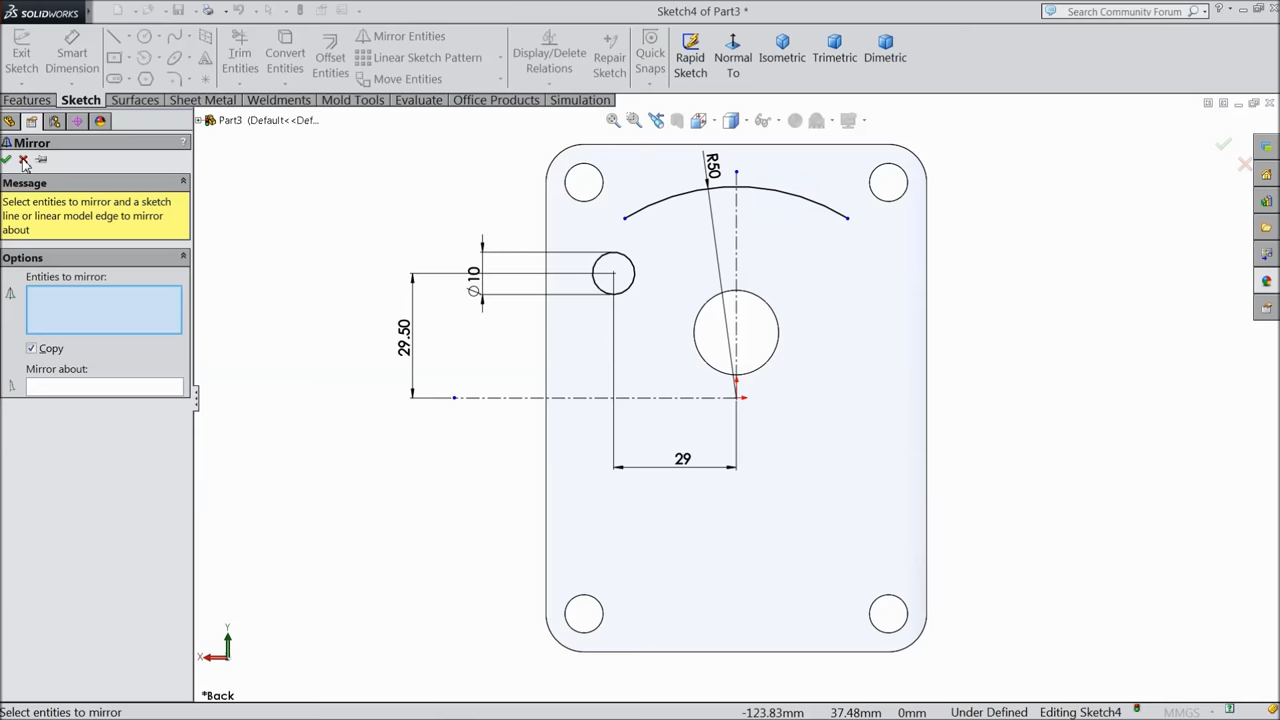 SOLIDWORKS
Sketch4 of Part3 *
Search Community Forum
Exit Sketch
Smart Dimension
Trim Entities
Convert Entities
Offset Entities
Mirror Entities
Linear Sketch Pattern
Move Entities
Display/Delete Relations
Repair Sketch
Quick Snaps
Rapid Sketch
Normal To
Isometric
Trimetric
Dimetric
Features
Sketch
Surfaces
Sheet Metal
Weldments
Mold Tools
Evaluate
Office Products
Simulation
Part3 (Default<<Def...
Mirror
?
Message
Select entities to mirror and a sketch
line or linear model edge to mirror
about
Options
Entities to mirror:
Copy
Mirror about:
R50
∅10
29.50
29
Y
X
*Back
Select entities to mirror
-123.83mm
37.48mm
0mm
Under Defined
Editing Sketch4
MMGS